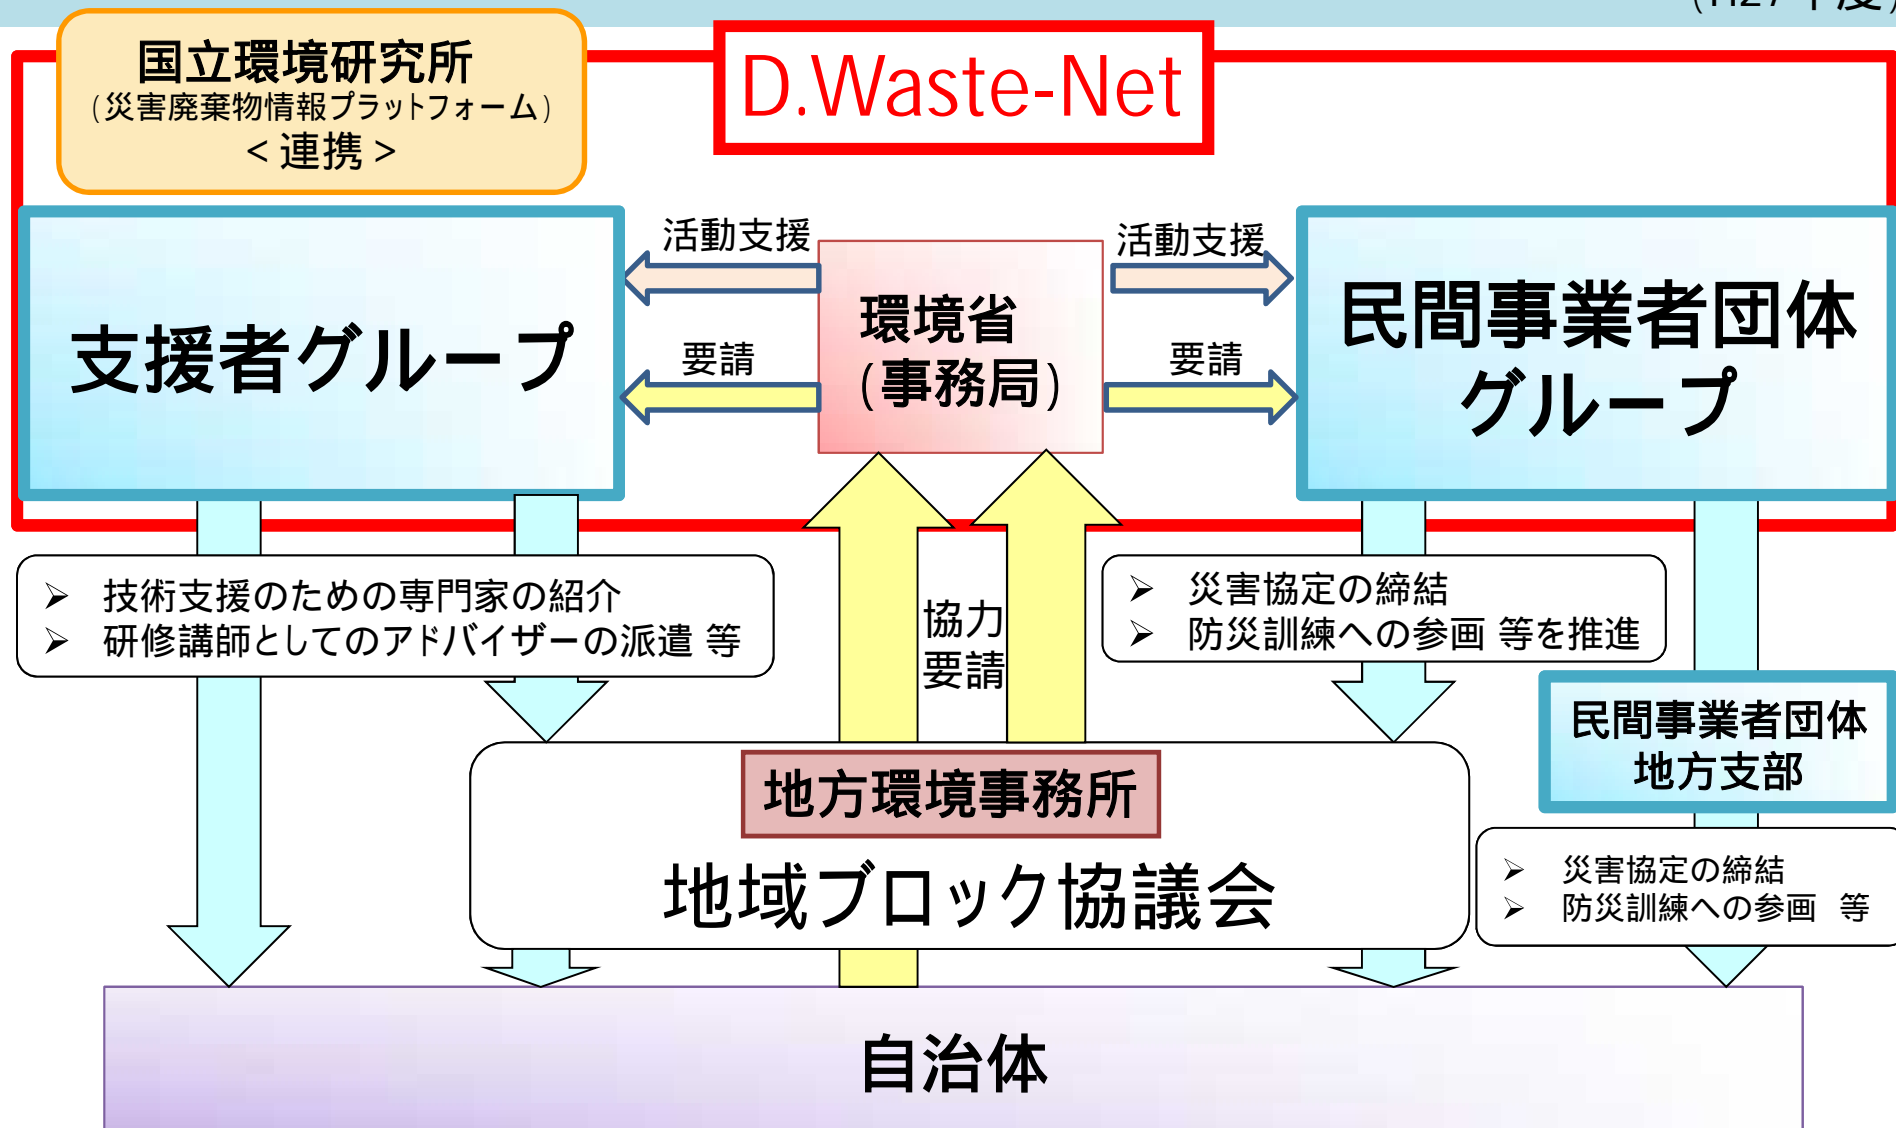 国立環境研究所
(災害廃棄物情報プラットフォーム)
<連携>
D.Waste-Net
支援者グループ
活動支援
要請
環境省
(事務局)
活動支援
要請
民間事業者団体
グループ
➢ 技術支援のための専門家の紹介
➢ 研修講師としてのアドバイザーの派遣 等
協力
要請
➢ 災害協定の締結
➢ 防災訓練への参画 等を推進
民間事業者団体
地方支部
地方環境事務所
地域ブロック協議会
➢ 災害協定の締結
➢ 防災訓練への参画 等
自治体